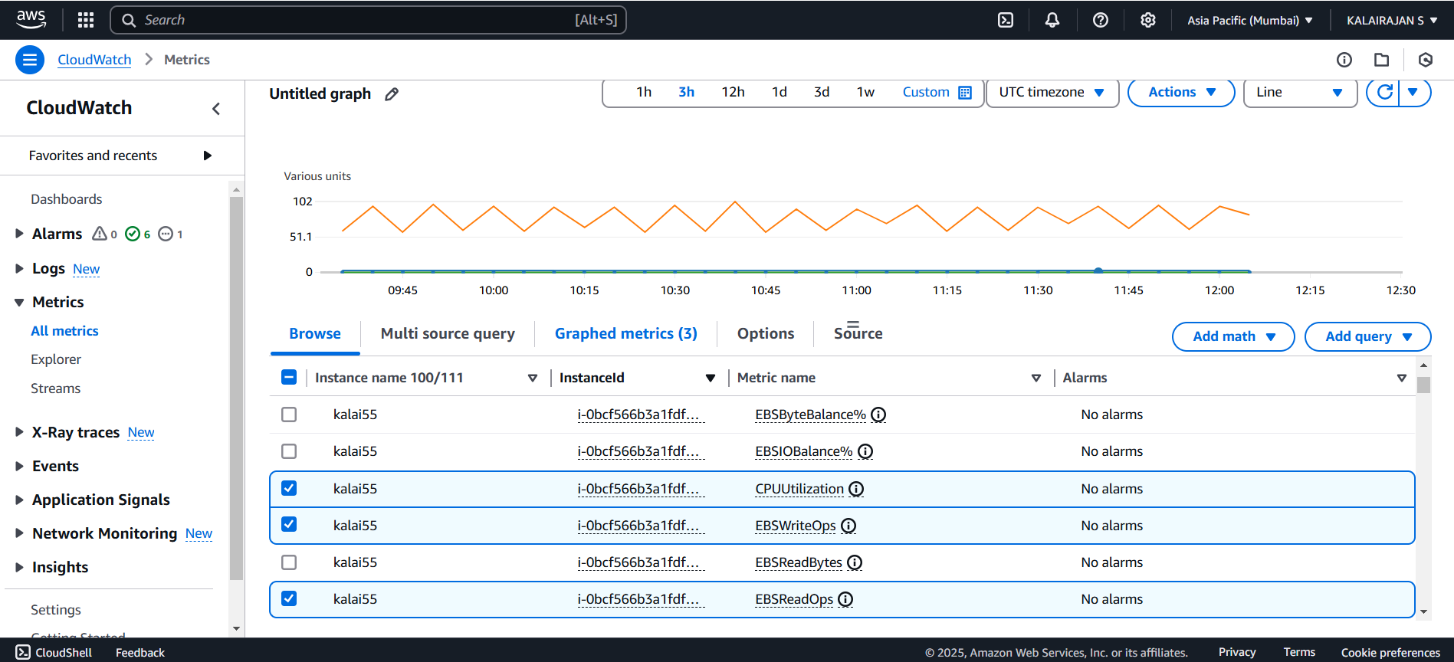 aws Search [Alt+S] Asia Pacific (Mumbai) KALAIRAJAN S
CloudWatch Metrics
CloudWatch
Favorites and recents
Dashboards
Alarms 0 6 1
Logs New
Metrics
All metrics
Explorer
Streams
X-Ray traces New
Events
Application Signals
Network Monitoring New
Insights
Settings
Getting Started
Untitled graph 1h 3h 12h 1d 3d 1w Custom UTC timezone Actions Line
Various units
102
51.1
0
09:45 10:00 10:15 10:30 10:45 11:00 11:15 11:30 11:45 12:00 12:15 12:30
Browse Multi source query Graphed metrics (3) Options Source Add math Add query
Instance name 100/111 InstanceId Metric name Alarms
kalai55 i-0bcf566b3a1fdf... EBSByteBalance% No alarms
kalai55 i-0bcf566b3a1fdf... EBSIOBalance% No alarms
kalai55 i-0bcf566b3a1fdf... CPUUtilization No alarms
kalai55 i-0bcf566b3a1fdf... EBSWriteOps No alarms
kalai55 i-0bcf566b3a1fdf... EBSReadBytes No alarms
kalai55 i-0bcf566b3a1fdf... EBSReadOps No alarms
CloudShell Feedback © 2025, Amazon Web Services, Inc. or its affiliates. Privacy Terms Cookie preferences